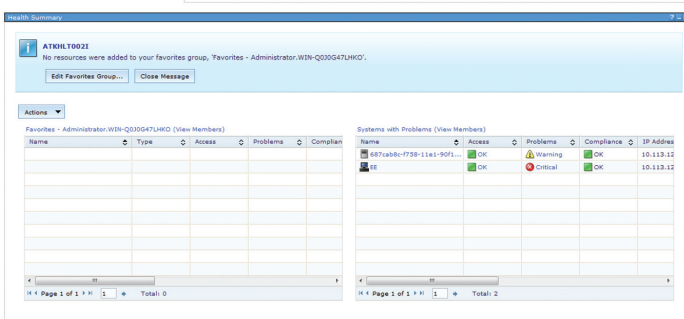 Health Summary
ATKHLT002I
No resources were added to your favorites group, 'Favorites - Administrator.WIN-Q0J0G47LHKO'.
Edit Favorites Group... Close Message
Actions
Favorites - Administrator.WIN-Q0J0G47LHKO (View Members)
Name Type Access Problems Complian
Page 1 of 1 1 Total: 0
Systems with Problems (View Members)
Name Access Problems Compliance IP Addres
687cab8c-f758-11e1-90f1... OK Warning OK 10.113.12
EE OK Critical OK 10.113.12
Page 1 of 1 1 Total: 2